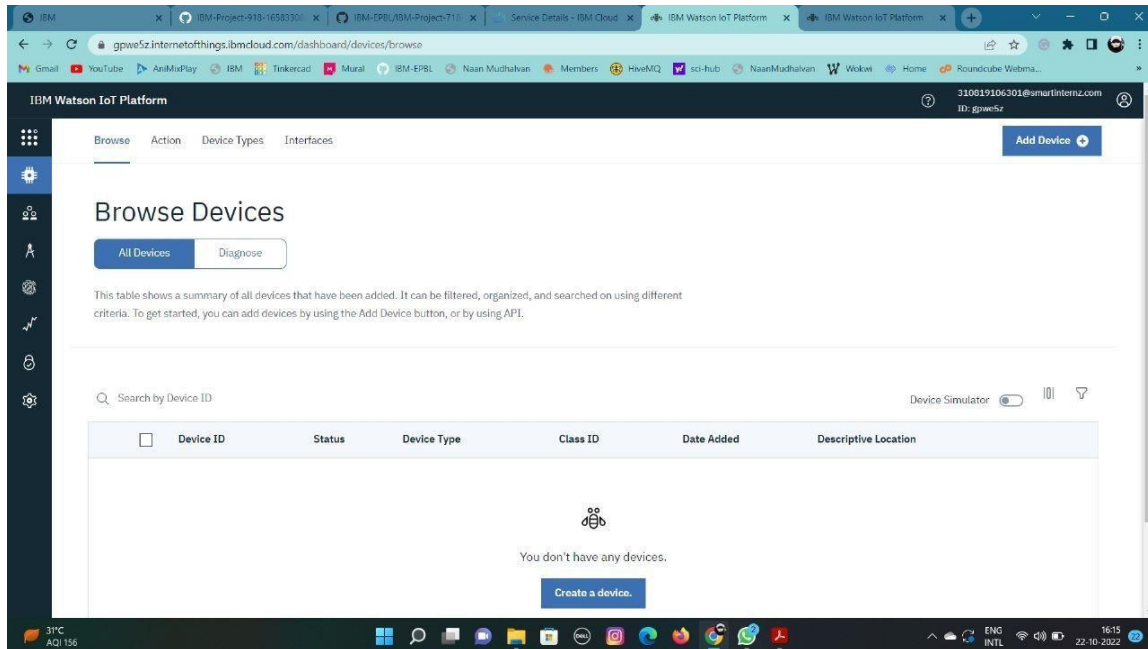 IBM
IBM-Project-918-16583308
IBM-EPBL/IBM-Project-711
Service Details - IBM Cloud
IBM Watson IoT Platform
IBM Watson IoT Platform
gpwe5z.internetofthings.ibmcloud.com/dashboard/devices/browse
Gmail YouTube AniMixPlay IBM Tinkercad Mural IBM-EPBL Naan Mudhalvan Members HiveMQ sci-hub NaanMudhalvan Wokwi Home Roundcube Webma...
IBM Watson IoT Platform
310819106301@smartinternz.com
ID: gpwe5z
Browse Action Device Types Interfaces
Add Device
Browse Devices
All Devices Diagnose
This table shows a summary of all devices that have been added. It can be filtered, organized, and searched on using different
criteria. To get started, you can add devices by using the Add Device button, or by using API.
Search by Device ID
Device Simulator
Device ID Status Device Type Class ID Date Added Descriptive Location
You don't have any devices.
Create a device.
31°C
AQI 156
DELL
ENG
INTL
16:15
22-10-2022
22